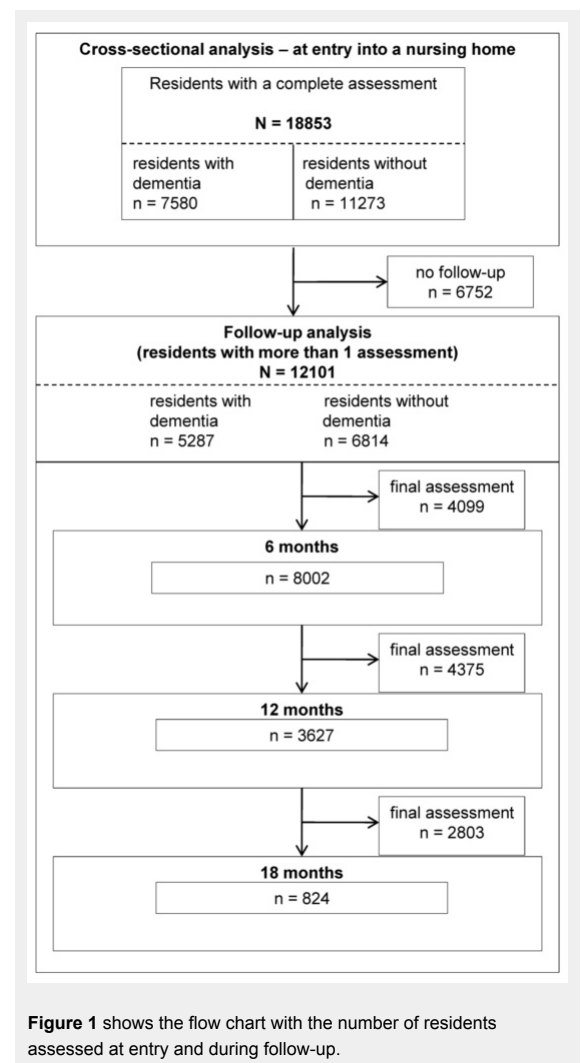 Cross-sectional analysis – at entry into a nursing home
Residents with a complete assessment
N = 18853
residents with
dementia
n = 7580
residents without
dementia
n = 11273
no follow-up
n = 6752
Follow-up analysis
(residents with more than 1 assessment)
N = 12101
residents with
dementia
n = 5287
residents without
dementia
n = 6814
final assessment
n = 4099
6 months
n = 8002
final assessment
n = 4375
12 months
n = 3627
final assessment
n = 2803
18 months
n = 824
Figure 1 shows the flow chart with the number of residents
assessed at entry and during follow-up.